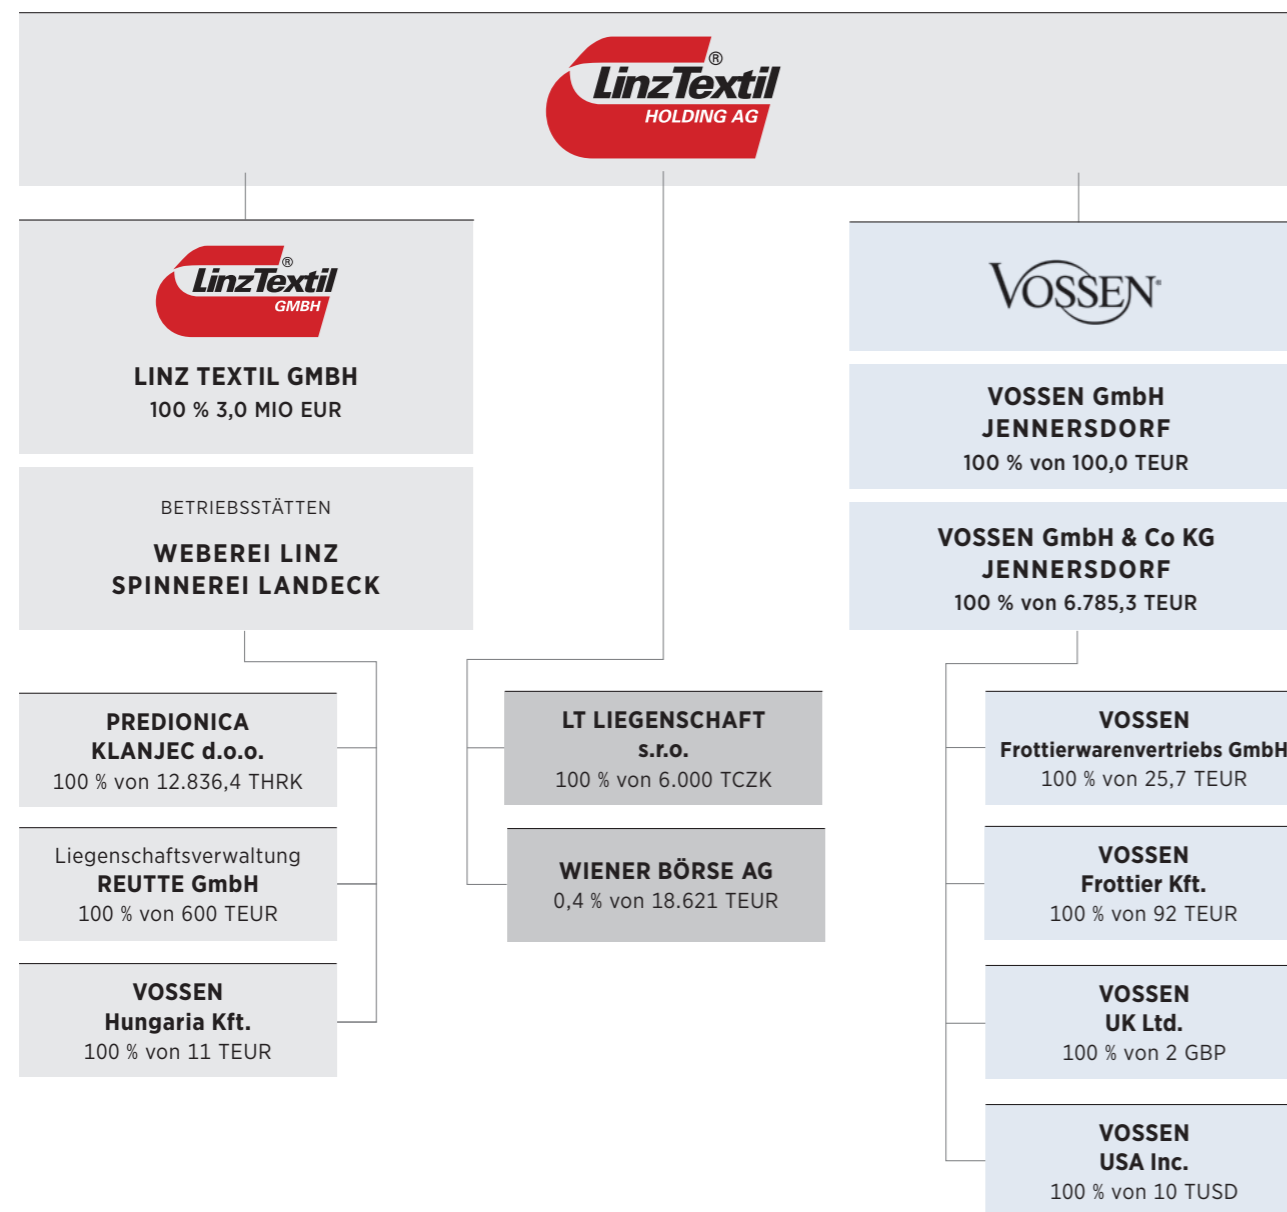 LinzTextil®
HOLDING AG
LinzTextil®
GMBH
LINZ TEXTIL GMBH
100 % 3,0 MIO EUR
BETRIEBSSTÄTTEN
WEBEREI LINZ
SPINNEREI LANDECK
PREDIONICA
KLANJEC d.o.o.
100 % von 12.836,4 THRK
Liegenschaftsverwaltung
REUTTE GmbH
100 % von 600 TEUR
VOSSEN
Hungaria Kft.
100 % von 11 TEUR
LT LIEGENSCHAFT
s.r.o.
100 % von 6.000 TCZK
WIENER BÖRSE AG
0,4 % von 18.621 TEUR
VOSSEN®
VOSSEN GmbH
JENNERSDORF
100 % von 100,0 TEUR
VOSSEN GmbH & Co KG
JENNERSDORF
100 % von 6.785,3 TEUR
VOSSEN
Frottierwarenvertriebs GmbH
100 % von 25,7 TEUR
VOSSEN
Frottier Kft.
100 % von 92 TEUR
VOSSEN
UK Ltd.
100 % von 2 GBP
VOSSEN
USA Inc.
100 % von 10 TUSD